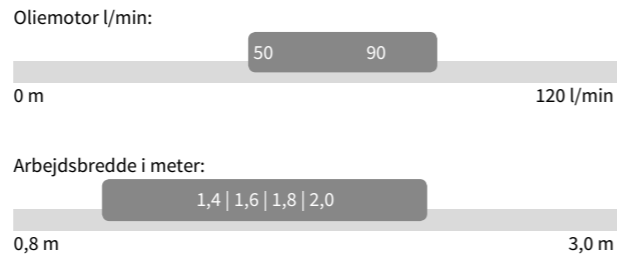 Oliemotor l/min:
50 90
0 m 120 l/min
Arbejdsbredde i meter:
1,4 | 1,6 | 1,8 | 2,0
0,8 m 3,0 m